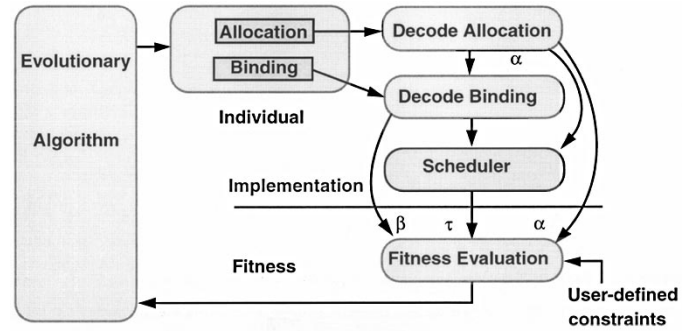 Evolutionary
Algorithm
Allocation
Binding
Individual
Decode Allocation
α
Decode Binding
Scheduler
Implementation
β τ α
Fitness
Fitness Evaluation
User-defined
constraints